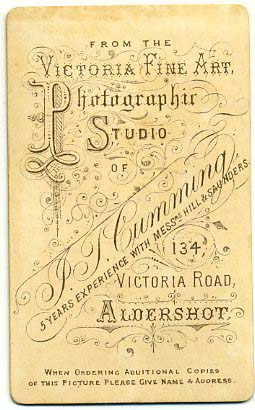 FROM THE
VICTORIA FINE ART,
Photographic
STUDIO
OF
J. J. Cumming
5 YEARS EXPERIENCE WITH MESSRS HILL & SAUNDERS.
134,
VICTORIA ROAD,
ALDERSHOT.
WHEN ORDERING ADDITIONAL COPIES
OF THIS PICTURE PLEASE GIVE NAME & ADDRESS.